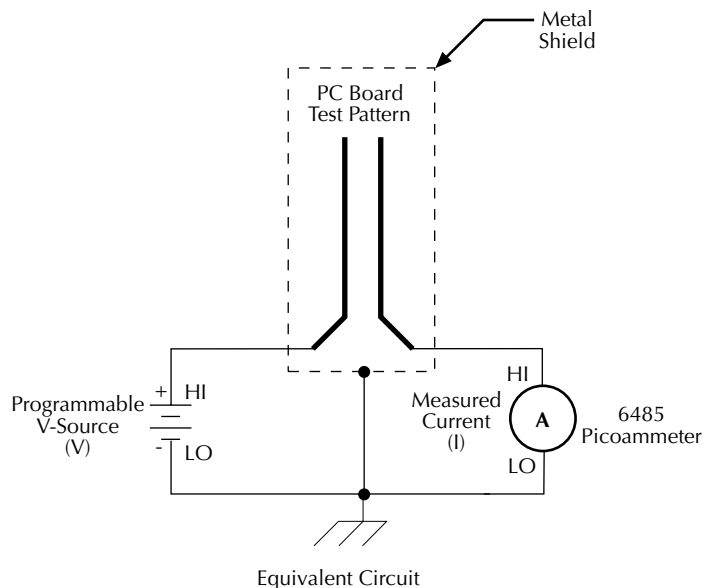 Metal
Shield
PC Board
Test Pattern
+
HI
Programmable
V-Source
(V)
-
LO
Measured
Current
(I)
HI
A
LO
6485
Picoammeter
Equivalent Circuit